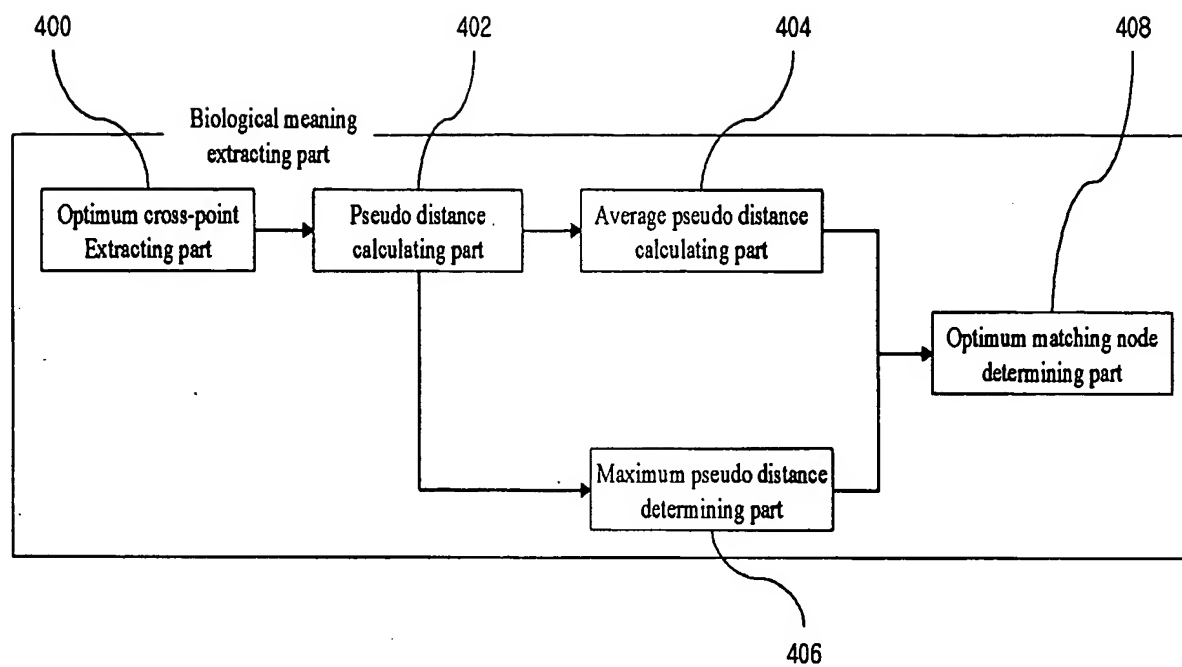 400
402
404
408
Biological meaning
extracting part
Optimum cross-point
Extracting part
Pseudo distance
calculating part
Average pseudo distance
calculating part
Optimum matching node
determining part
Maximum pseudo distance
determining part
406